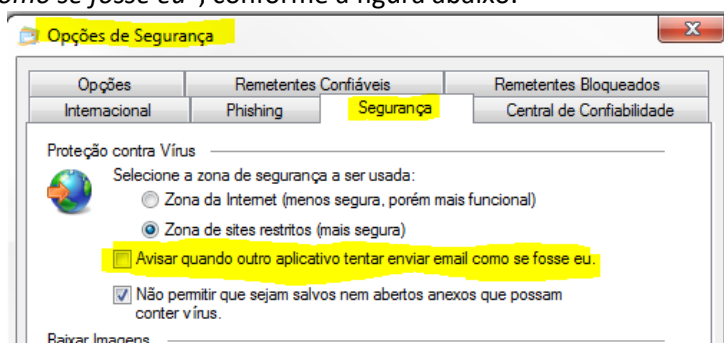 como se fosse eu", conforme a figura abaixo.
Opções de Segurança
Opções Remetentes Confiáveis Remetentes Bloqueados
Internacional Phishing Segurança Central de Confiabilidade
Proteção contra Vírus
Selecione a zona de segurança a ser usada:
Zona da Internet (menos segura, porém mais funcional)
Zona de sites restritos (mais segura)
Avisar quando outro aplicativo tentar enviar email como se fosse eu.
Não permitir que sejam salvos nem abertos anexos que possam
conter vírus.
Baixar Imagens